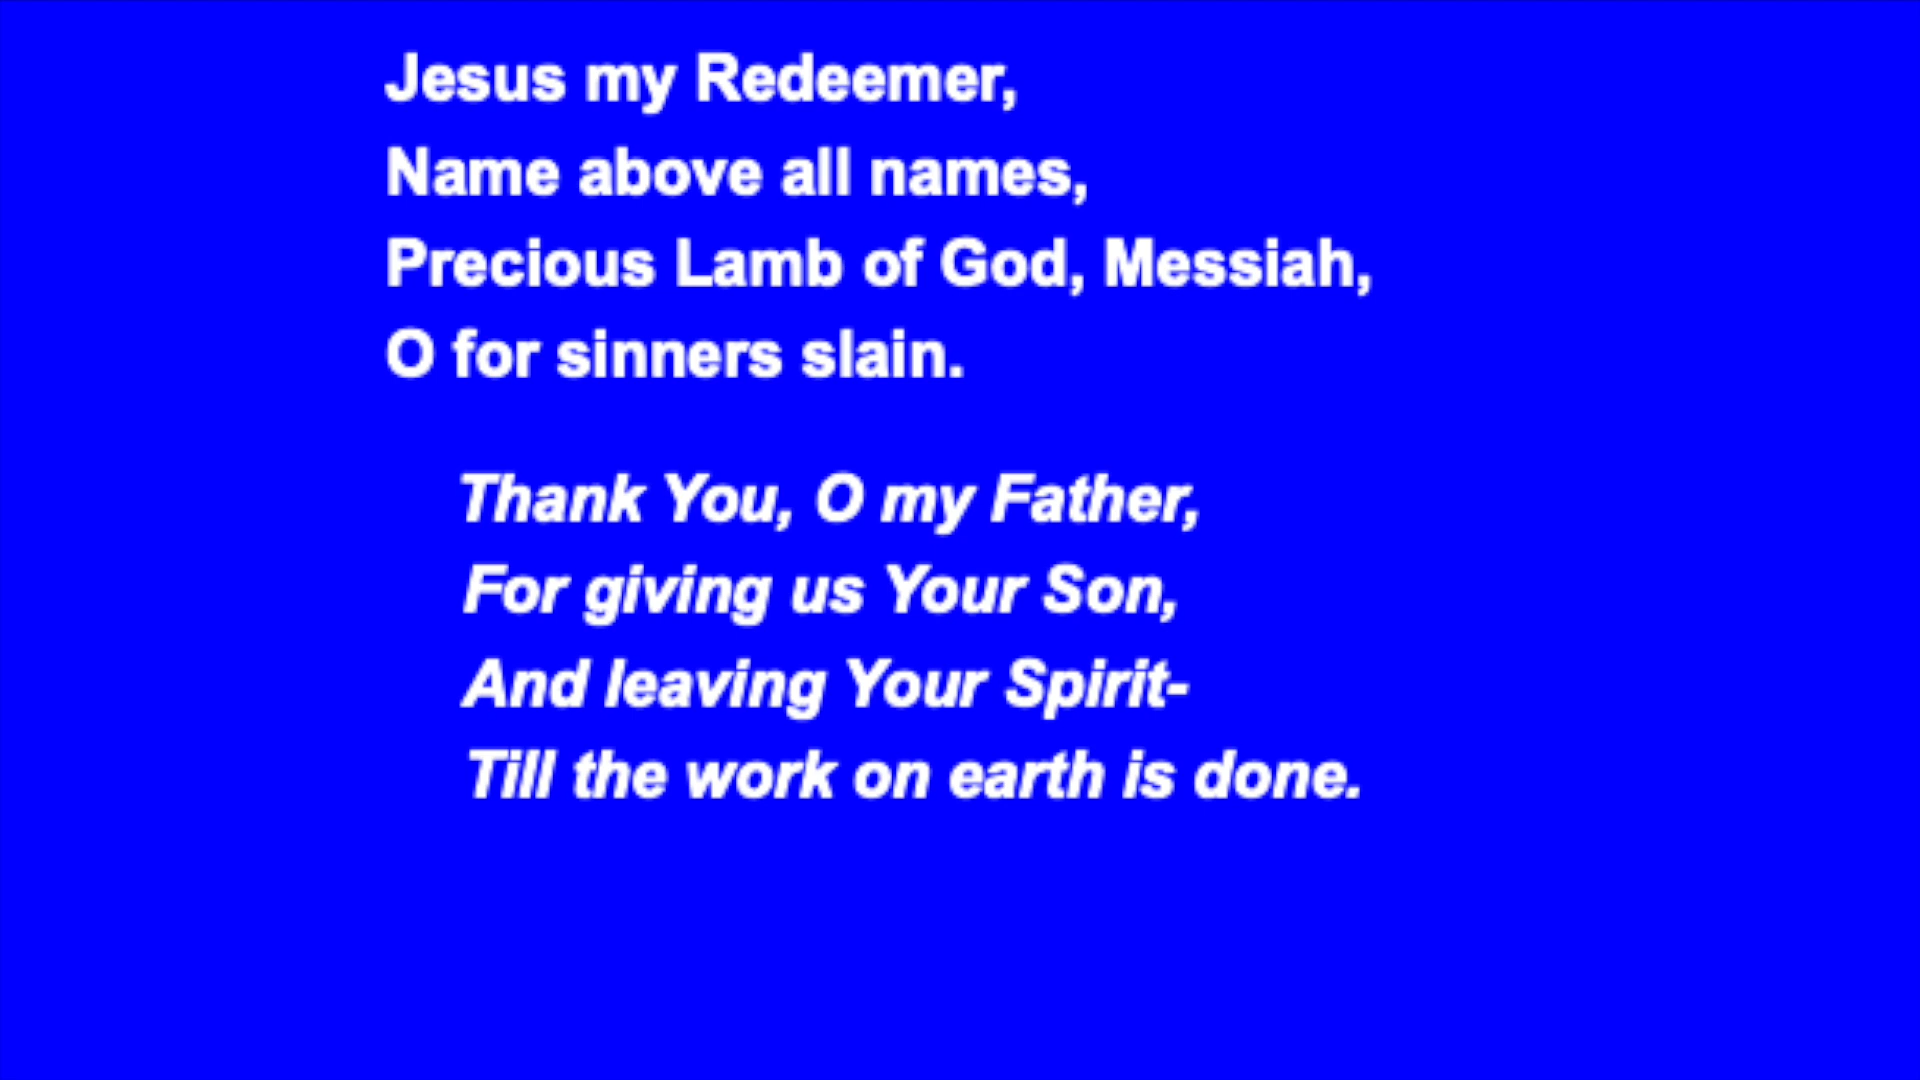 Jesus my Redeemer,
Name above all names,
Precious Lamb of God, Messiah,
O for sinners slain.
Thank You, O my Father,
For giving us Your Son,
And leaving Your Spirit-
Till the work on earth is done.